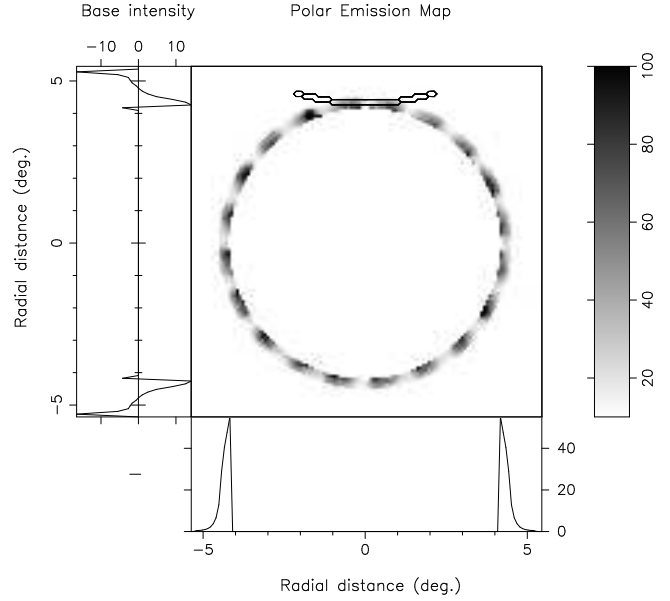 Base intensity
Polar Emission Map
−10 0 10
5
0
−5
Radial distance (deg.)
100
80
60
40
20
40
20
0
−5 0 5
Radial distance (deg.)